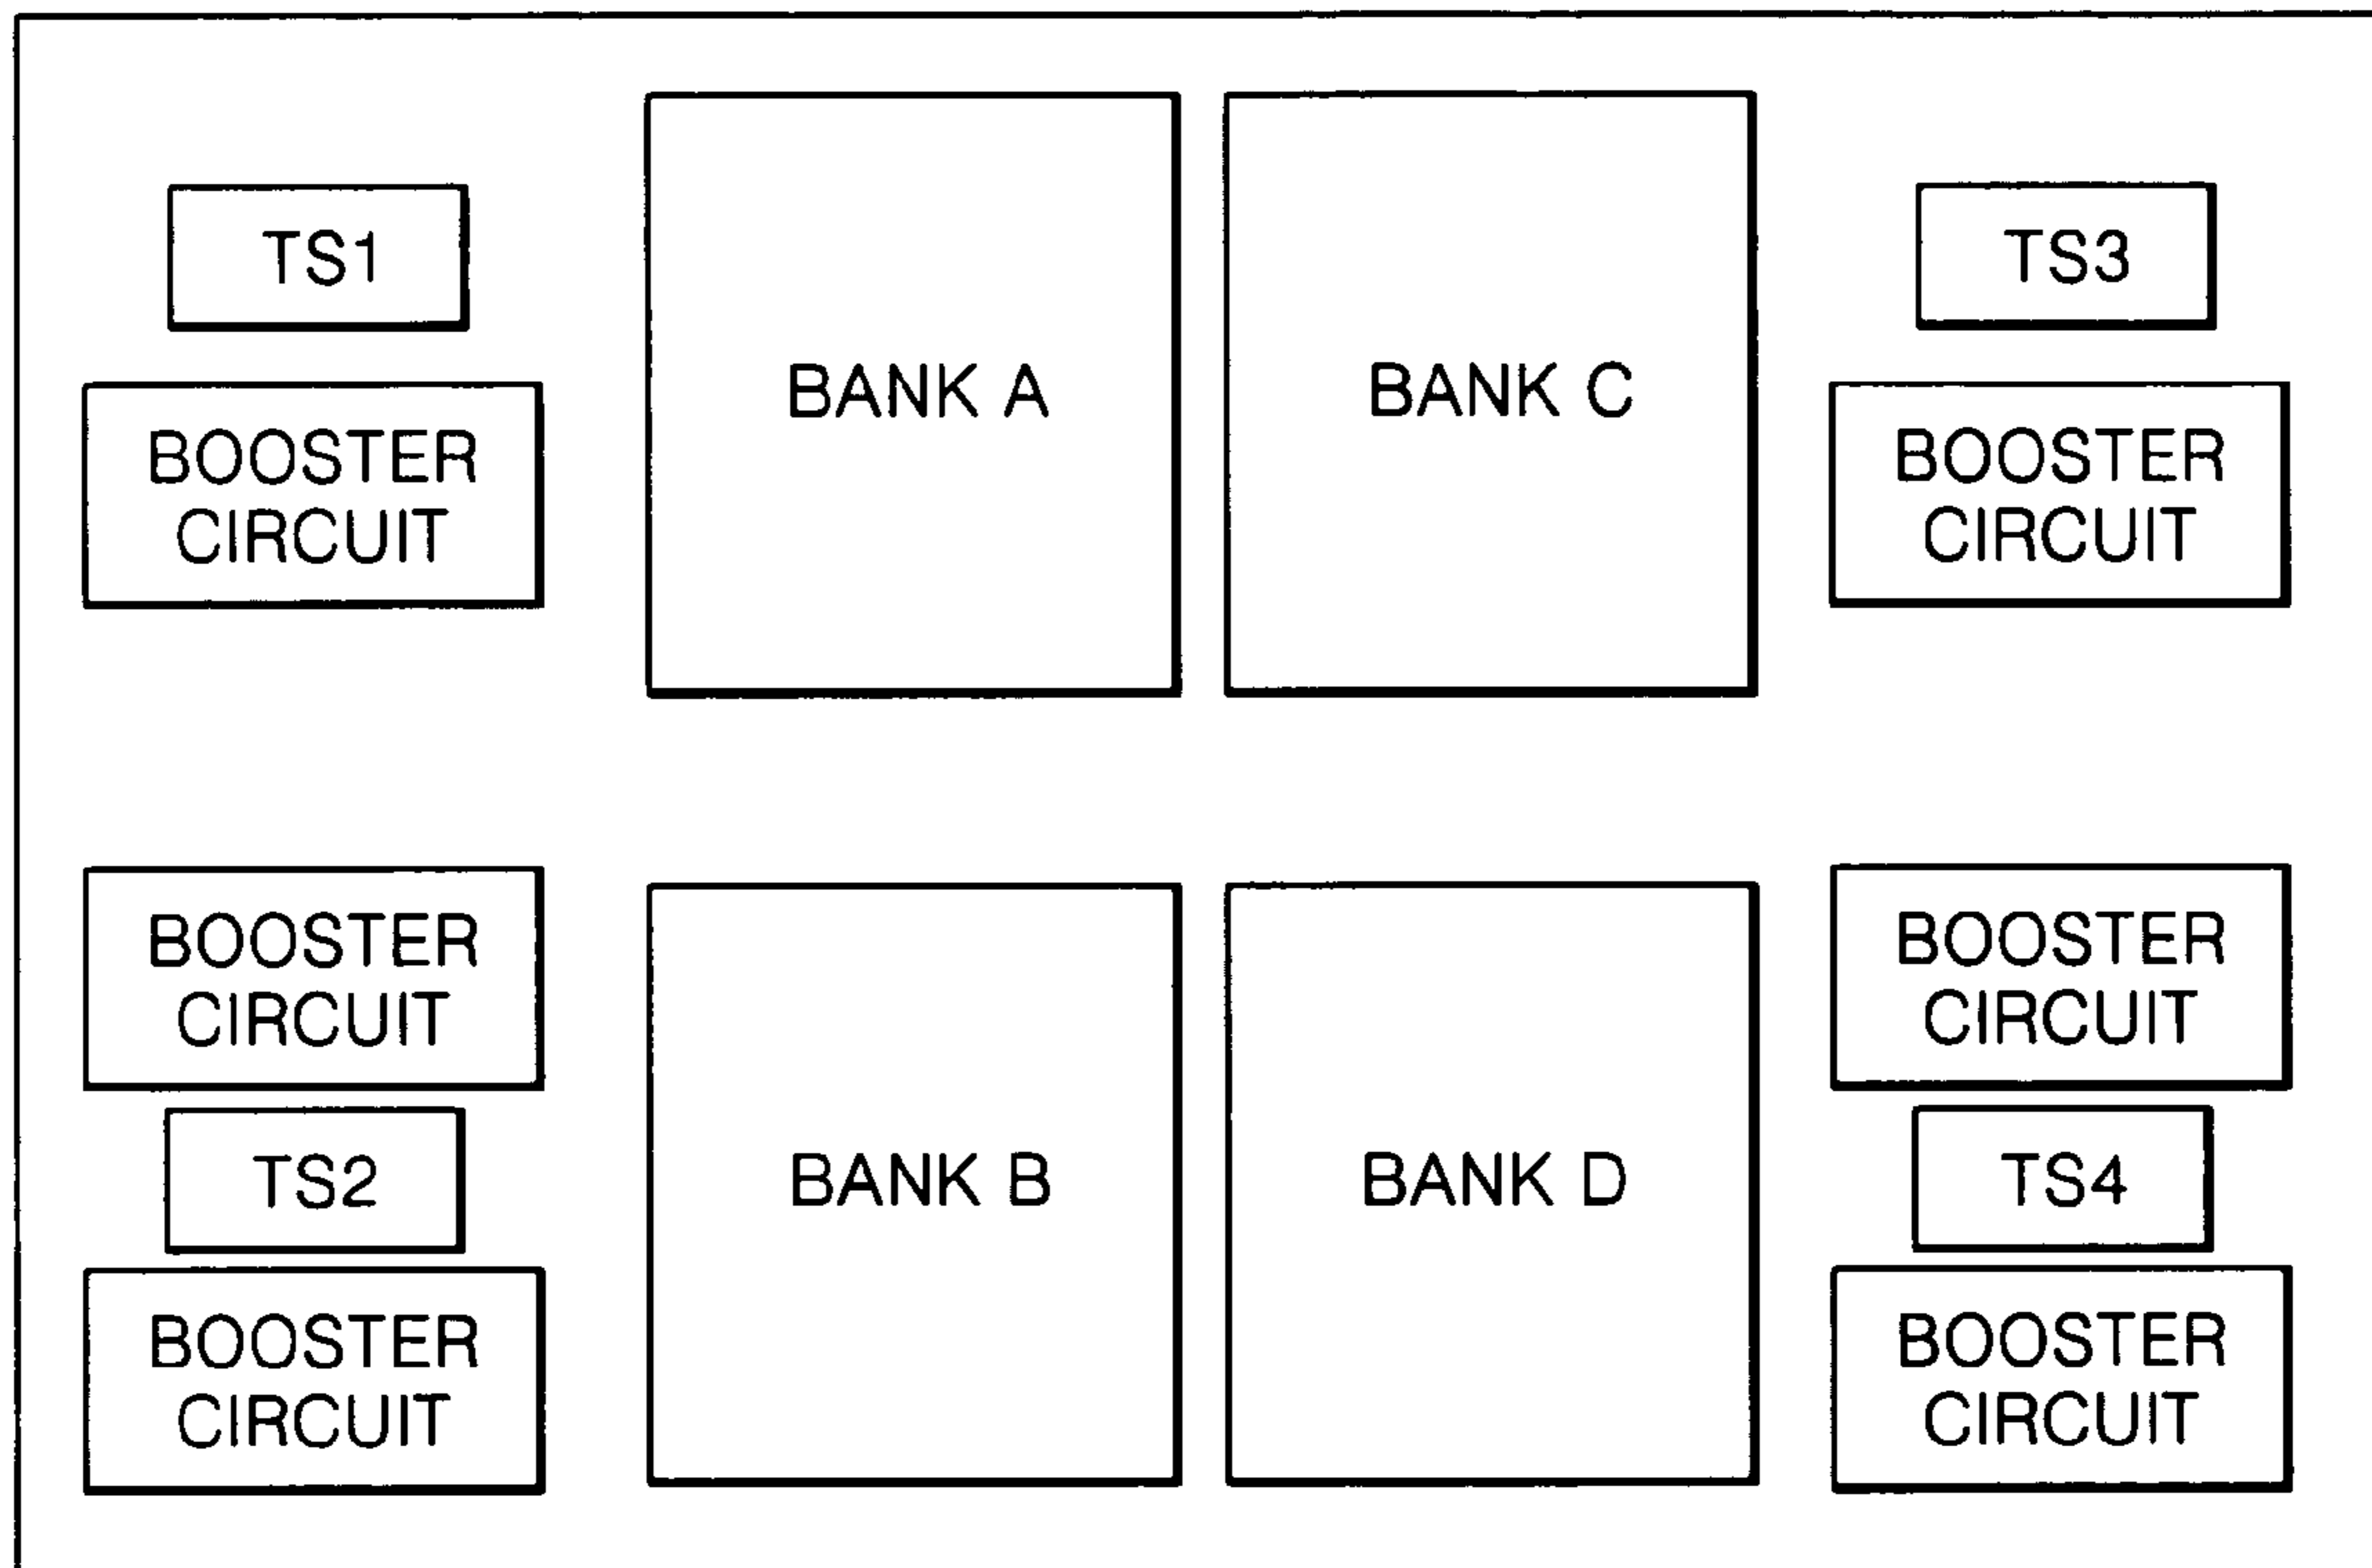 TS1
BANK A
BANK C
TS3
BOOSTER
CIRCUIT
BOOSTER
CIRCUIT
BOOSTER
CIRCUIT
BOOSTER
CIRCUIT
TS2
BANK B
BANK D
TS4
BOOSTER
CIRCUIT
BOOSTER
CIRCUIT